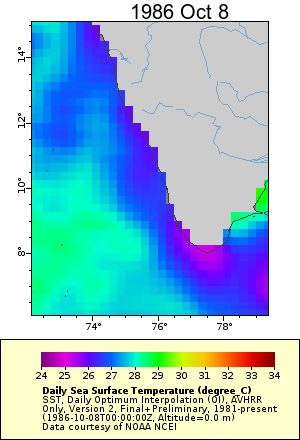 1986 Oct 8
14°
12°
10°
8°
74° 76° 78°
24 25 26 27 28 29 30 31 32 33 34
Daily Sea Surface Temperature (degree_C)
SST, Daily Optimum Interpolation (OI), AVHRR
Only, Version 2, Final+Preliminary, 1981-present
(1986-10-08T00:00:00Z, Altitude=0.0 m)
Data courtesy of NOAA NCEI